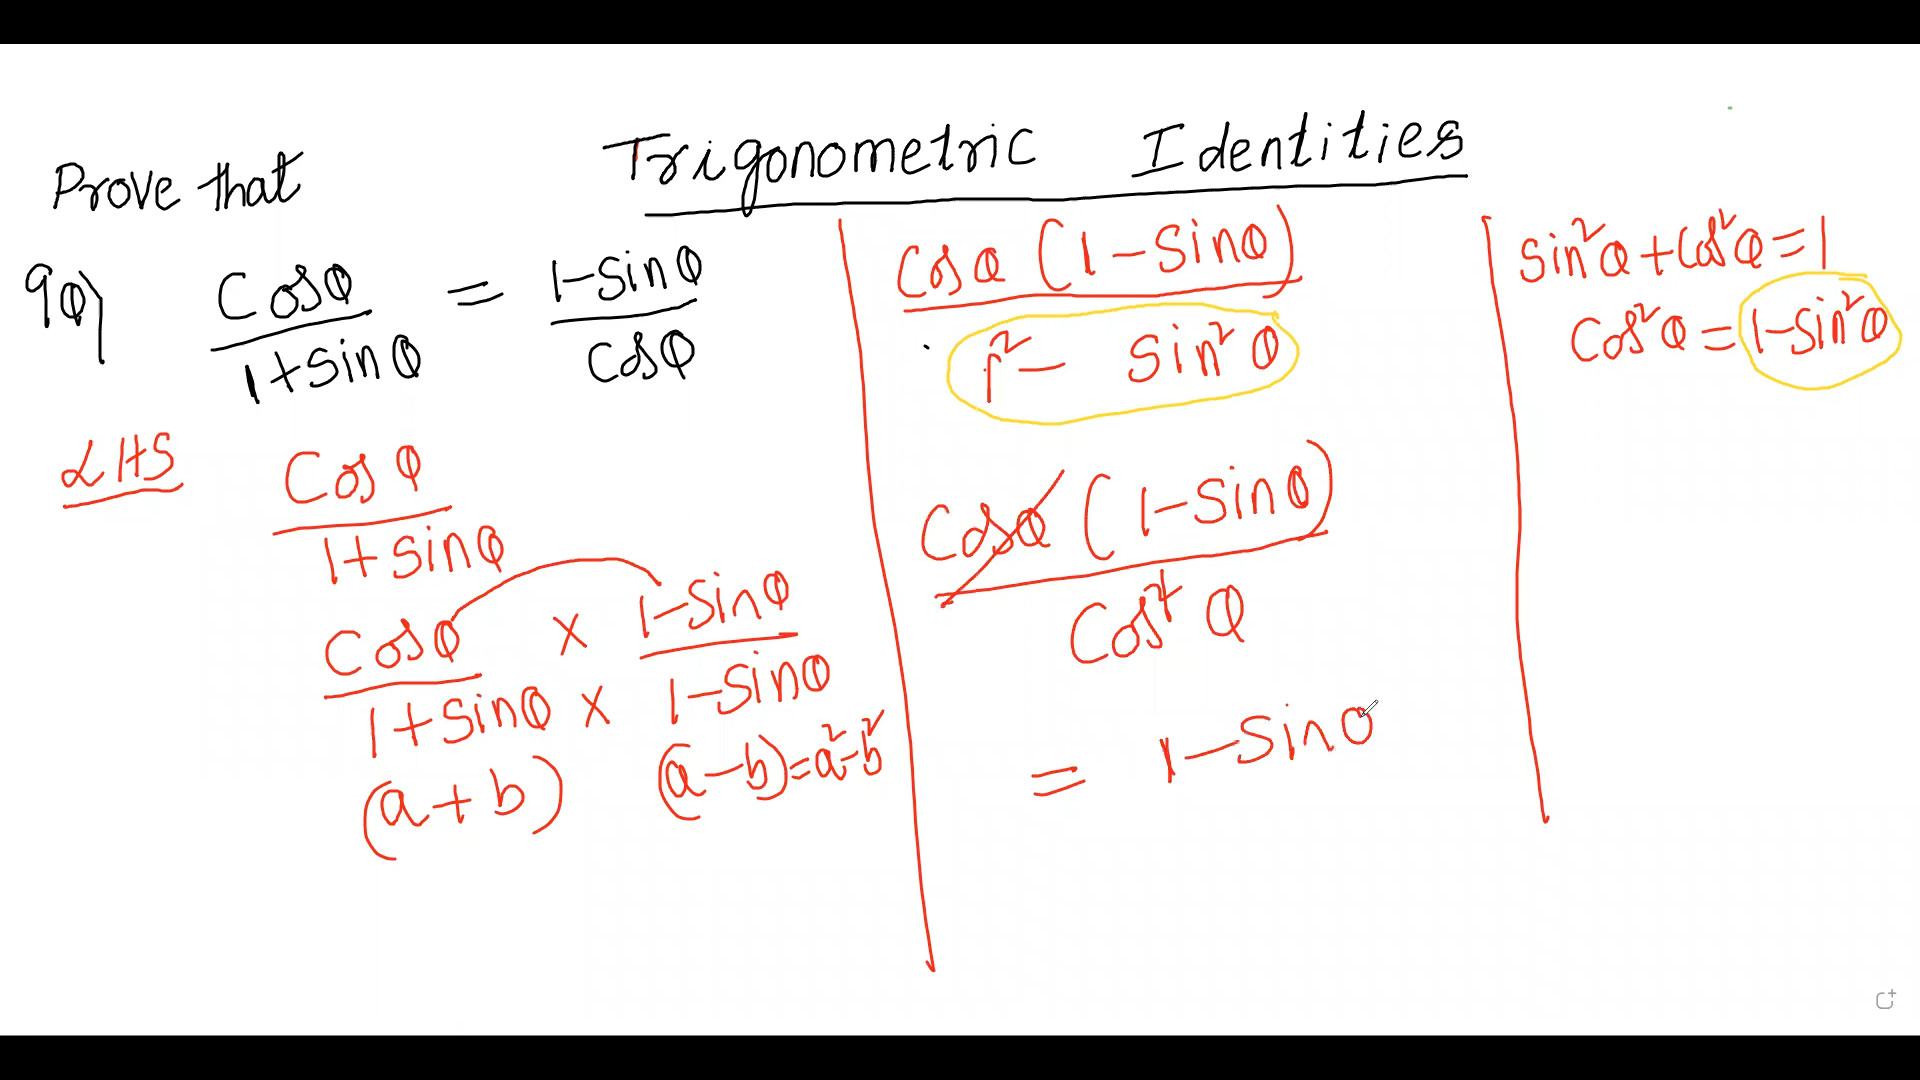 Trigonometric Identities
Prove that
9Q) Cosθ / 1+Sinθ = 1-Sinθ / Cosθ
LHS Cosθ / 1+Sinθ
Cosθ / 1+Sinθ × 1-Sinθ / 1-Sinθ
×
(a+b) (a-b)=a²-b²
Cosθ (1-Sinθ) / 1² - Sin²θ
Cosθ (1-Sinθ) / Cos²θ
= 1-Sinθ
Sin²θ+Cos²θ=1
Cos²θ=1-Sin²θ